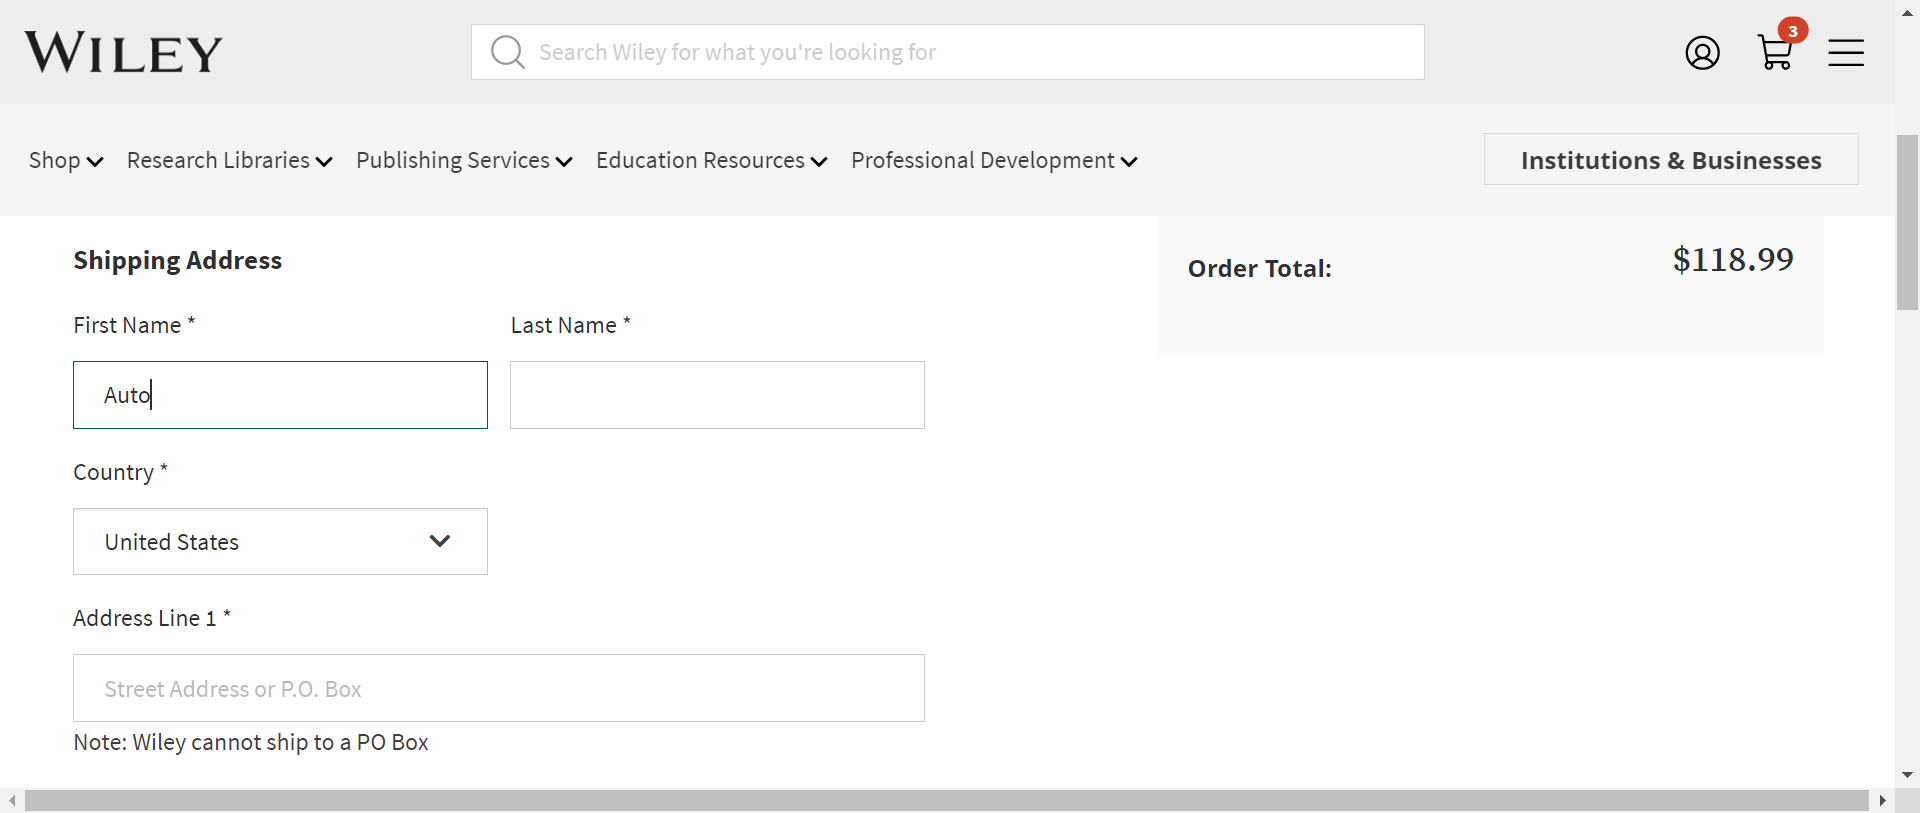 WILEY
Search Wiley for what you're looking for
3
Shop
Research Libraries
Publishing Services
Education Resources
Professional Development
Institutions & Businesses
Shipping Address
Order Total:
$118.99
First Name *
Last Name *
Auto
Country *
United States
Address Line 1 *
Street Address or P.O. Box
Note: Wiley cannot ship to a PO Box